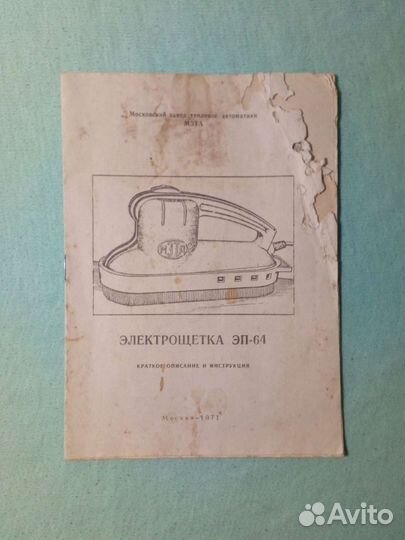 Московский завод тепловой автоматики
МЗТА
МЗТА
ЭЛЕКТРОЩЕТКА ЭП-64
КРАТКОЕ ОПИСАНИЕ И ИНСТРУКЦИЯ
Москва-1971
Avito